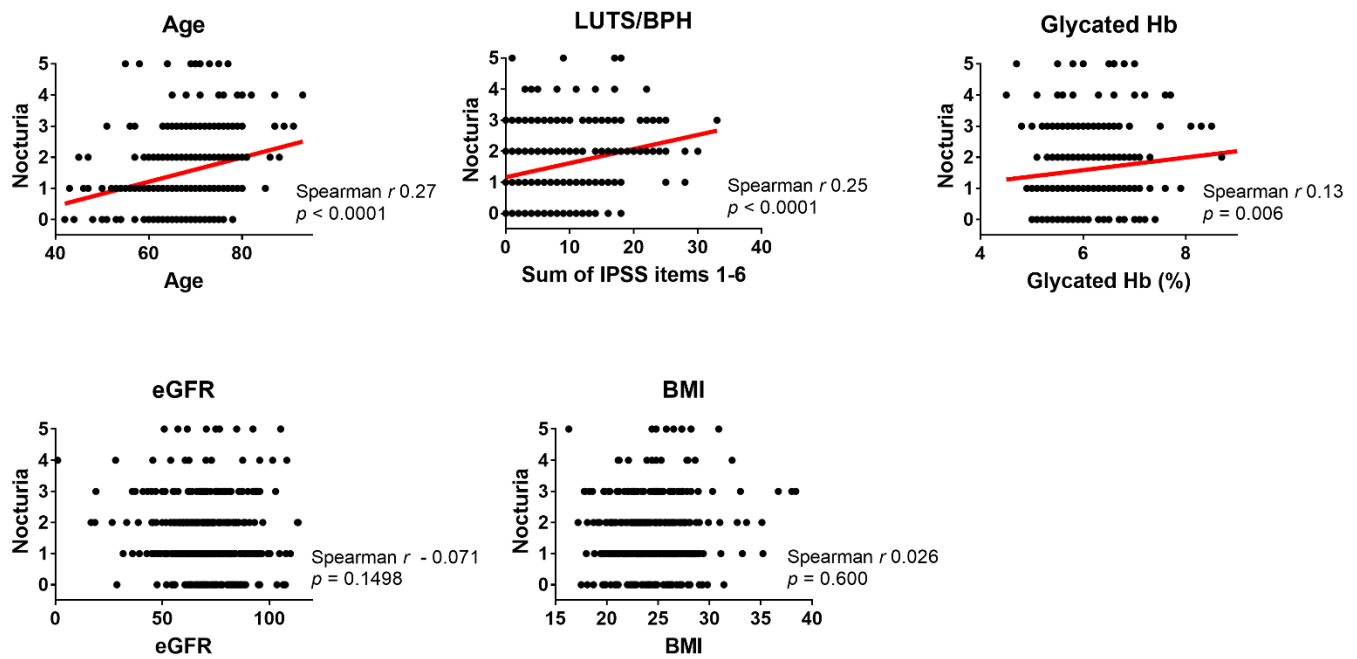 Age
Nocturia
5
4
3
2
1
0
40
60
80
Age
Spearman r 0.27
p < 0.0001
LUTS/BPH
Nocturia
5
4
3
2
1
0
0
10
20
30
40
Sum of IPSS items 1-6
Spearman r 0.25
p < 0.0001
Glycated Hb
Nocturia
5
4
3
2
1
0
4
6
8
Glycated Hb (%)
Spearman r 0.13
p = 0.006
eGFR
Nocturia
5
4
3
2
1
0
0
50
100
eGFR
Spearman r - 0.071
p = 0.1498
BMI
Nocturia
5
4
3
2
1
0
15
20
25
30
35
40
BMI
Spearman r 0.026
p = 0.600